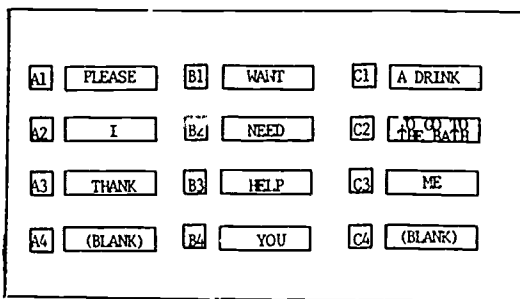 A1 PLEASE B1 WANT C1 A DRINK
A2 I B2 NEED C2 TO GO TO
THE BATH
A3 THANK B3 HELP C3 ME
A4 (BLANK) B4 YOU C4 (BLANK)